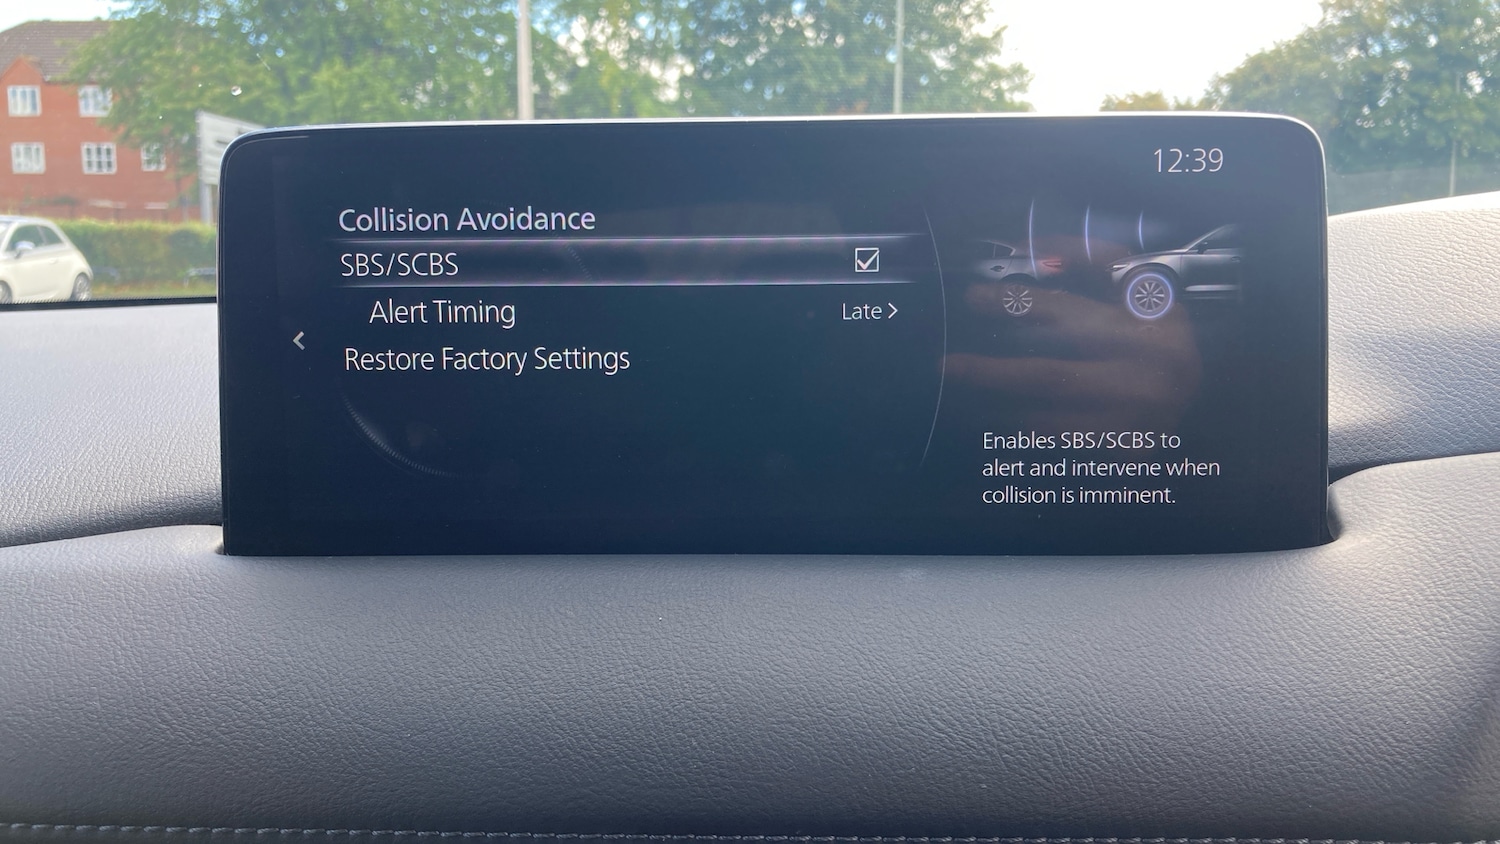 12:39
Collision Avoidance
SBS/SCBS
Alert Timing Late >
Restore Factory Settings
Enables SBS/SCBS to
alert and intervene when
collision is imminent.